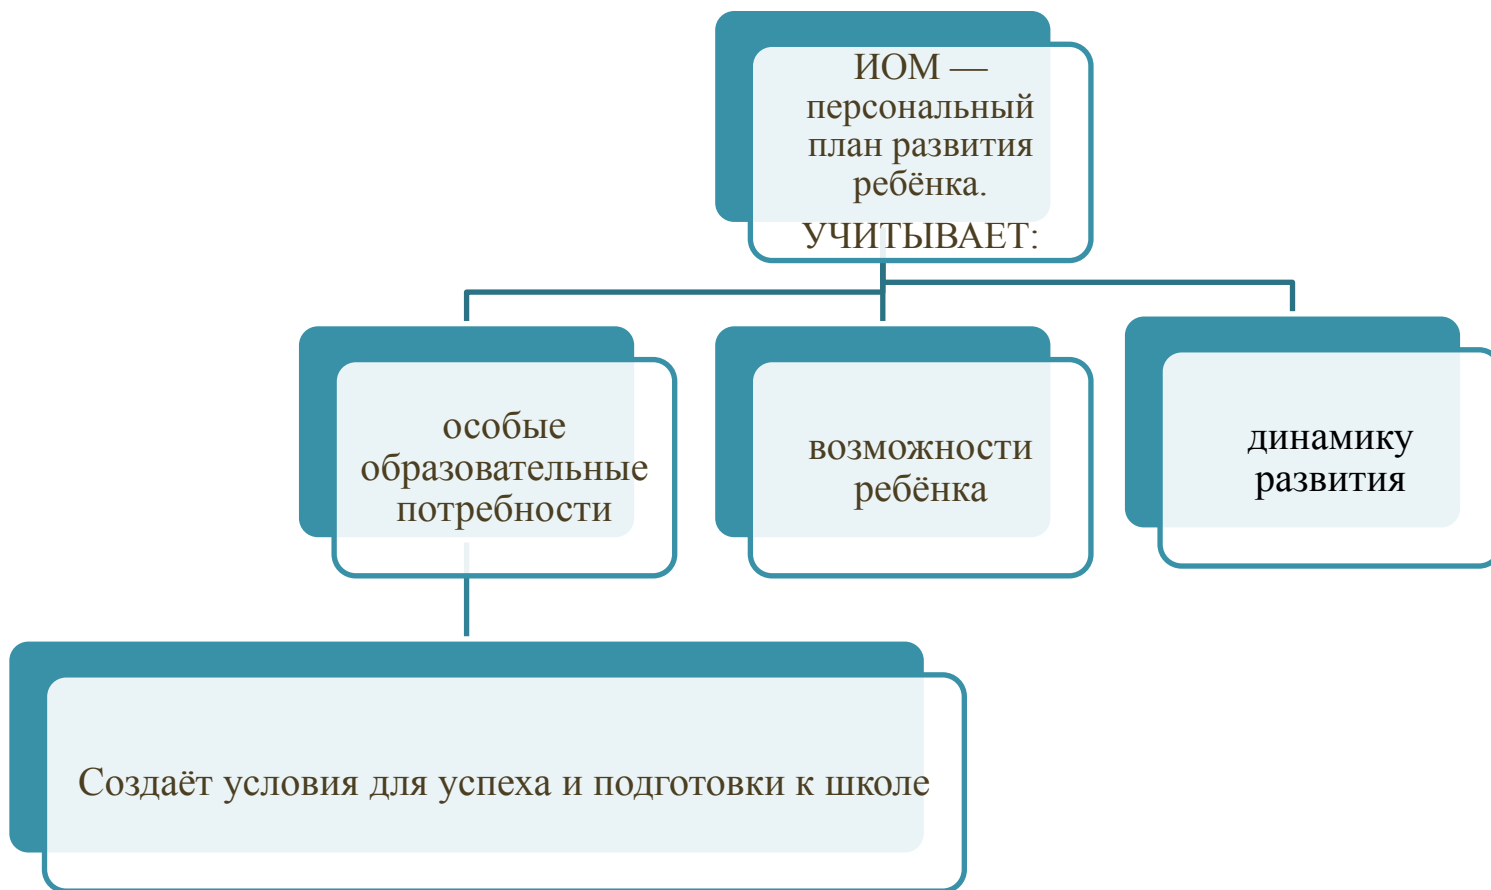 ИОМ —
персональный
план развития
ребёнка.
УЧИТЫВАЕТ:
особые
образовательные
потребности
возможности
ребёнка
динамику
развития
Создаёт условия для успеха и подготовки к школе